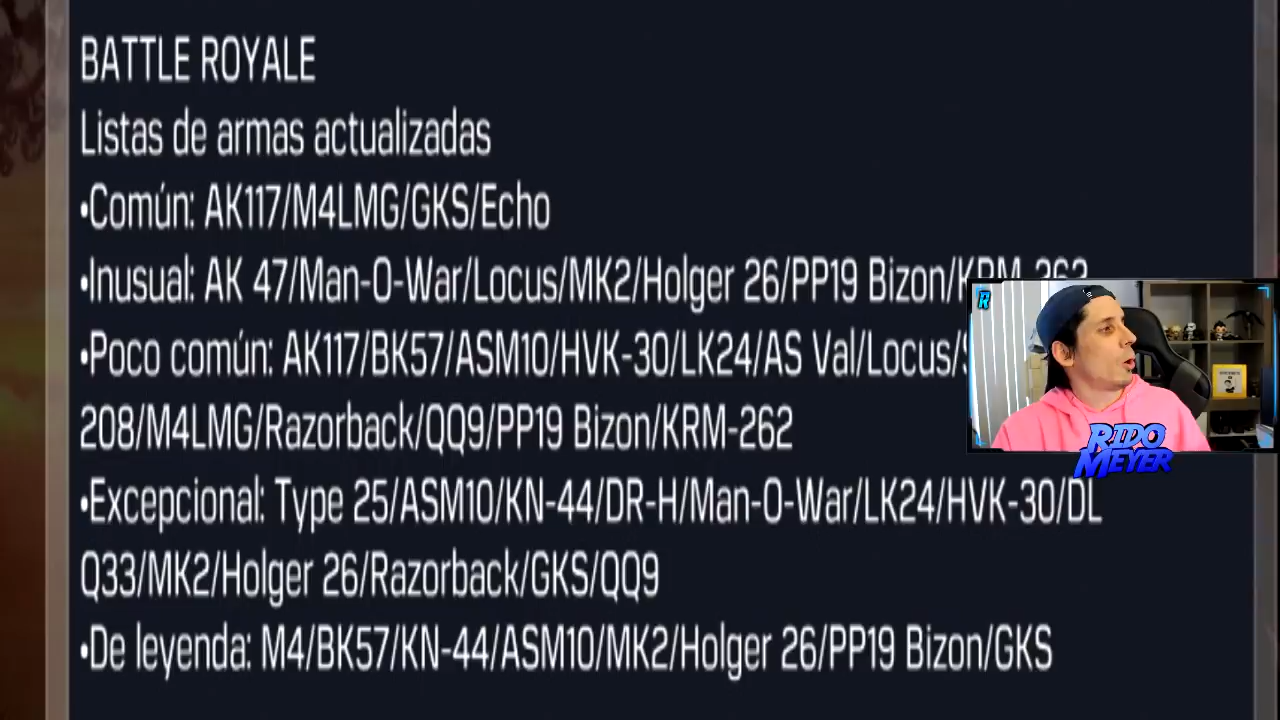 BATTLE ROYALE
Listas de armas actualizadas
•Común: AK117/M4LMG/GKS/Echo
•Inusual: AK 47/Man-O-War/Locus/MK2/Holger 26/PP19 Bizon/KRM-262
•Poco común: AK117/BK57/ASM10/HVK-30/LK24/AS Val/Locus/
208/M4LMG/Razorback/QQ9/PP19 Bizon/KRM-262
•Excepcional: Type 25/ASM10/KN-44/DR-H/Man-O-War/LK24/HVK-30/DL
Q33/MK2/Holger 26/Razorback/GKS/QQ9
•De leyenda: M4/BK57/KN-44/ASM10/MK2/Holger 26/PP19 Bizon/GKS
R
RIDO
MEYER